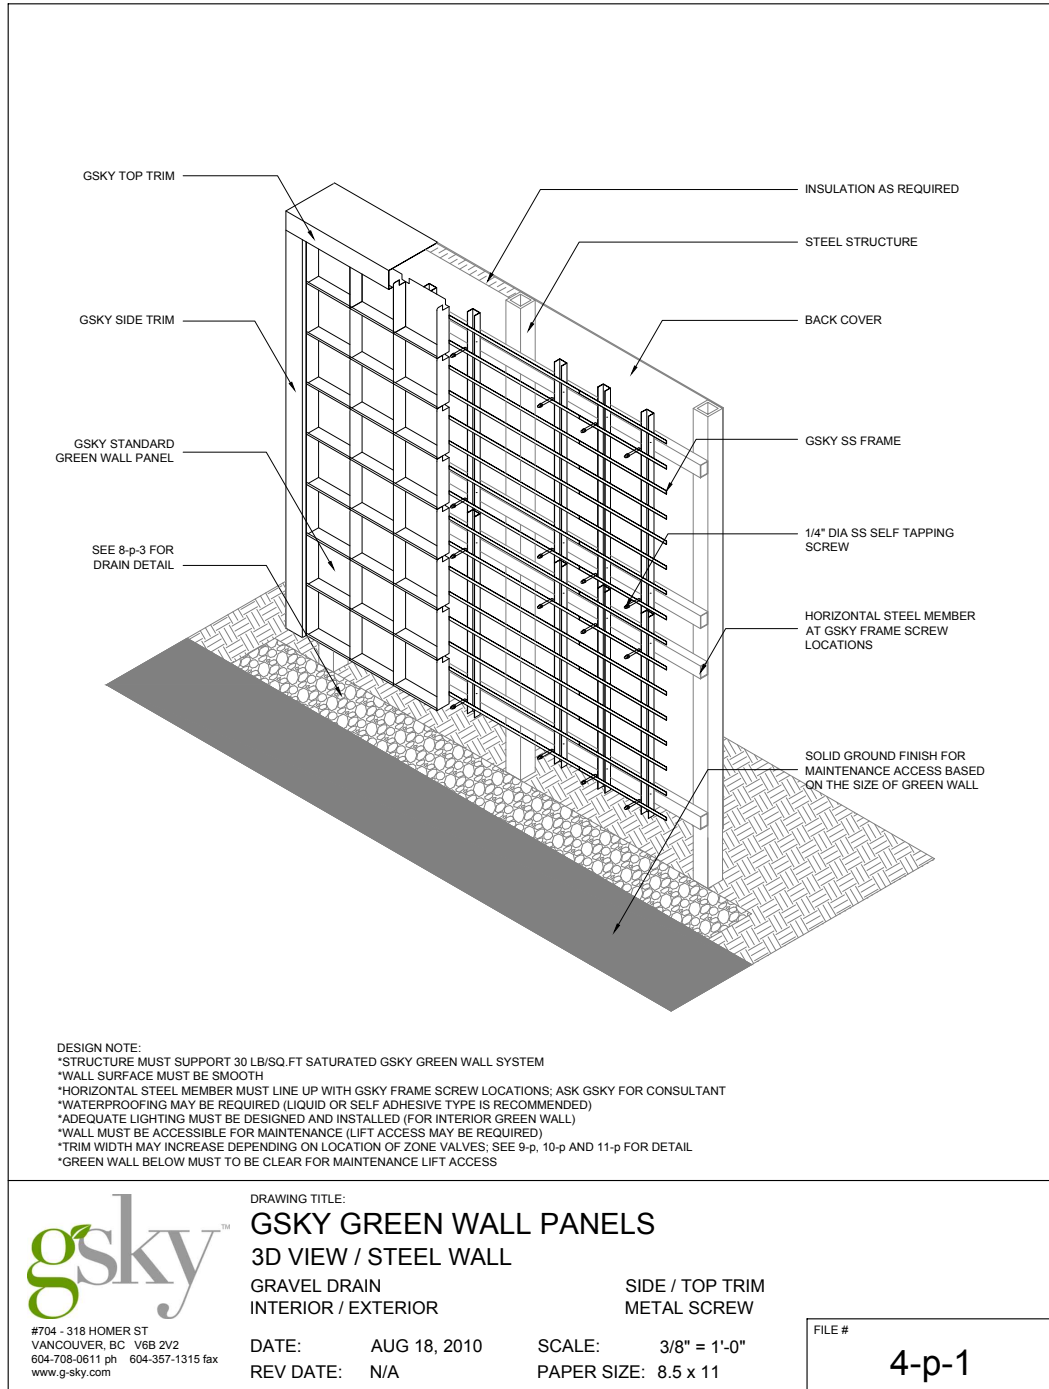 GSKY TOP TRIM
INSULATION AS REQUIRED
STEEL STRUCTURE
GSKY SIDE TRIM
BACK COVER
GSKY STANDARD
GREEN WALL PANEL
GSKY SS FRAME
SEE 8-p-3 FOR
DRAIN DETAIL
1/4" DIA SS SELF TAPPING
SCREW
HORIZONTAL STEEL MEMBER
AT GSKY FRAME SCREW
LOCATIONS
SOLID GROUND FINISH FOR
MAINTENANCE ACCESS BASED
ON THE SIZE OF GREEN WALL
DESIGN NOTE:
*STRUCTURE MUST SUPPORT 30 LB/SQ.FT SATURATED GSKY GREEN WALL SYSTEM
*WALL SURFACE MUST BE SMOOTH
*HORIZONTAL STEEL MEMBER MUST LINE UP WITH GSKY FRAME SCREW LOCATIONS; ASK GSKY FOR CONSULTANT
*WATERPROOFING MAY BE REQUIRED (LIQUID OR SELF ADHESIVE TYPE IS RECOMMENDED)
*ADEQUATE LIGHTING MUST BE DESIGNED AND INSTALLED (FOR INTERIOR GREEN WALL)
*WALL MUST BE ACCESSIBLE FOR MAINTENANCE (LIFT ACCESS MAY BE REQUIRED)
*TRIM WIDTH MAY INCREASE DEPENDING ON LOCATION OF ZONE VALVES; SEE 9-p, 10-p AND 11-p FOR DETAIL
*GREEN WALL BELOW MUST TO BE CLEAR FOR MAINTENANCE LIFT ACCESS
gsky™
#704 - 318 HOMER ST
VANCOUVER, BC V6B 2V2
604-708-0611 ph 604-357-1315 fax
www.g-sky.com
DRAWING TITLE:
GSKY GREEN WALL PANELS
3D VIEW / STEEL WALL
GRAVEL DRAIN SIDE / TOP TRIM
INTERIOR / EXTERIOR METAL SCREW
DATE: AUG 18, 2010 SCALE: 3/8" = 1'-0"
REV DATE: N/A PAPER SIZE: 8.5 x 11
FILE #
4-p-1